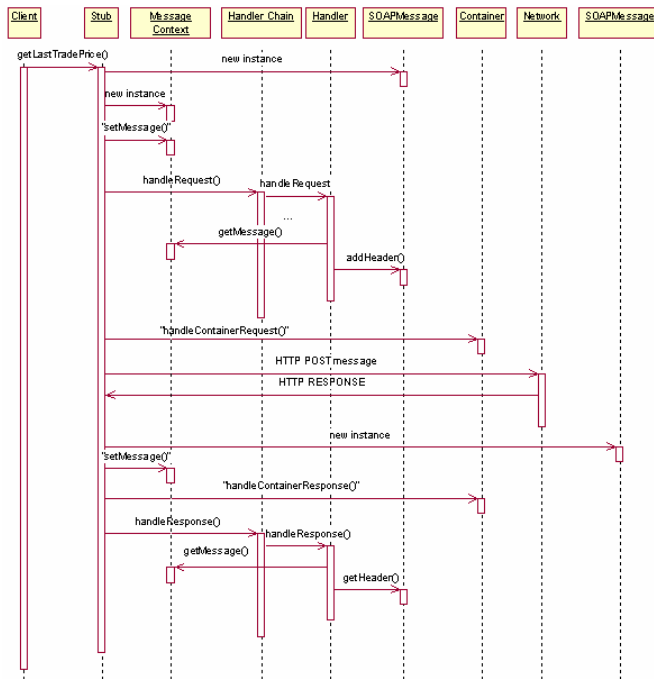 Client Stub Message Context Handler Chain Handler SOAPMessage Container Network SOAPMessage
getLastTradePrice()
new instance
new instance
"setMessage()"
handleRequest()
handleRequest
...
getMessage()
addHeader()
"handleContainerRequest()"
HTTP POST message
HTTP RESPONSE
new instance
"setMessage()"
"handleContainerResponse()"
handleResponse()
handleResponse()
getMessage()
getHeader()